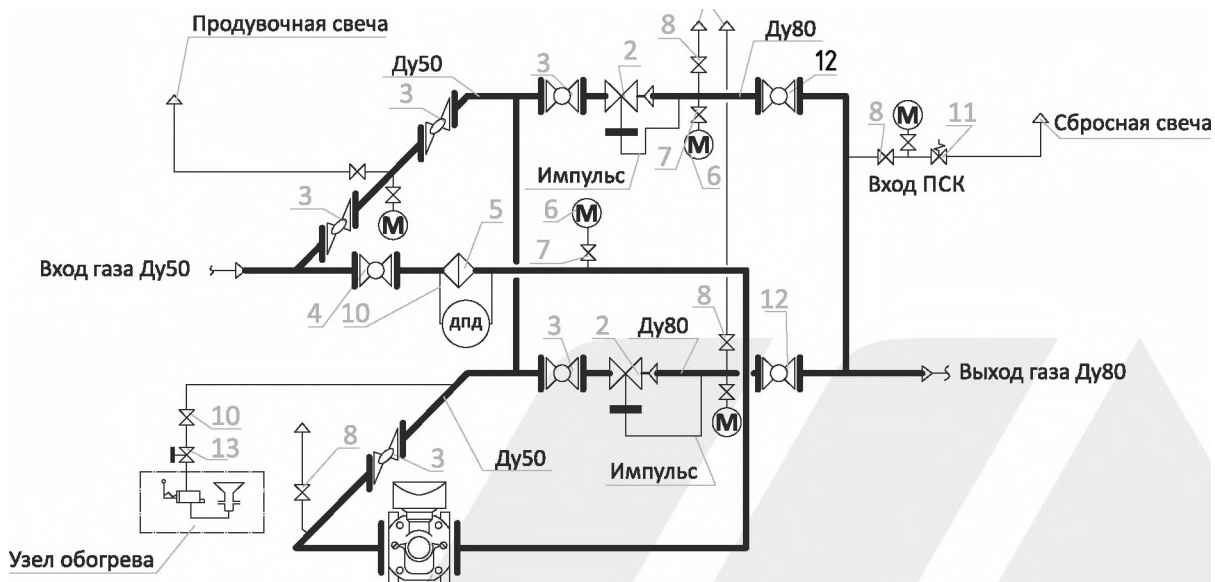 Продувочная свеча
8
Ду80
Ду50
3
2
12
3
8
11
М
Сбросная свеча
М
7
6
Импульс
Вход ПСК
3
М
6
М
5
7
Вход газа Ду50
4
10
дпд
8
3
2
Ду80
12
Выход газа Ду80
10
М
13
8
3
Ду50
Импульс
Узел обогрева